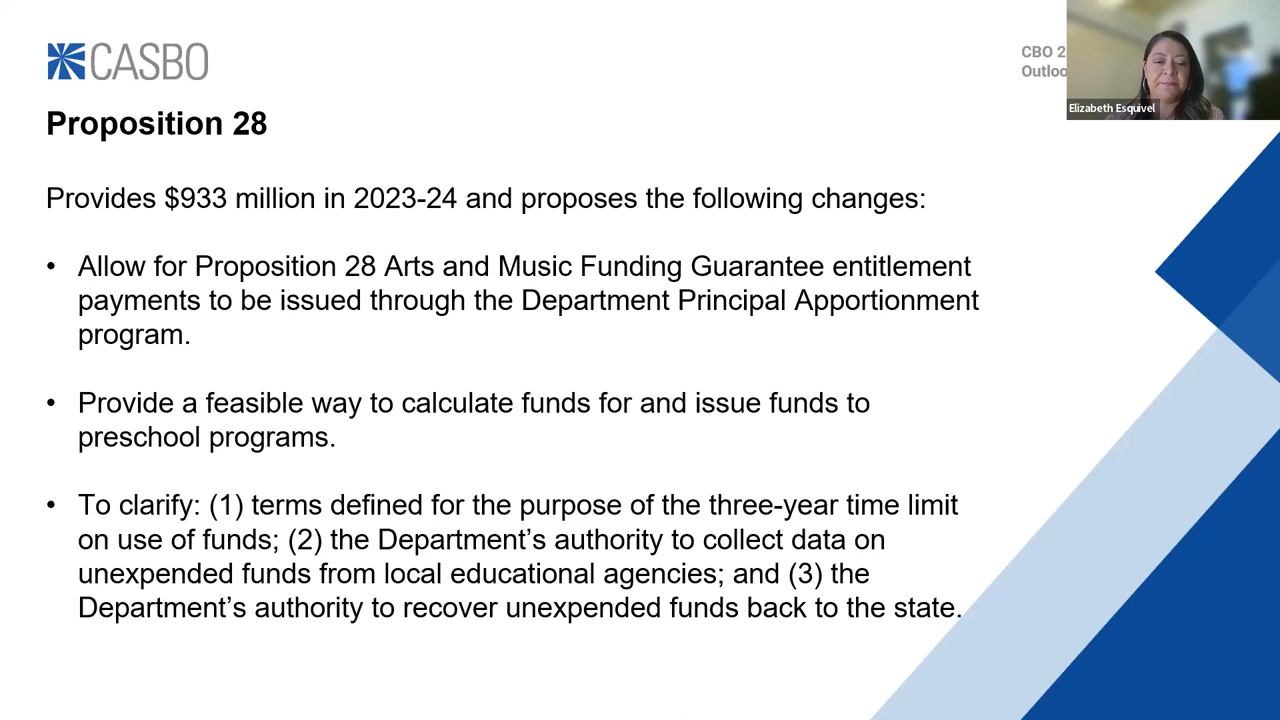 CASBO
CBO 2
Outloo
Elizabeth Esquivel
Proposition 28
Provides $933 million in 2023-24 and proposes the following changes:
• Allow for Proposition 28 Arts and Music Funding Guarantee entitlement
payments to be issued through the Department Principal Apportionment
program.
• Provide a feasible way to calculate funds for and issue funds to
preschool programs.
• To clarify: (1) terms defined for the purpose of the three-year time limit
on use of funds; (2) the Department’s authority to collect data on
unexpended funds from local educational agencies; and (3) the
Department’s authority to recover unexpended funds back to the state.